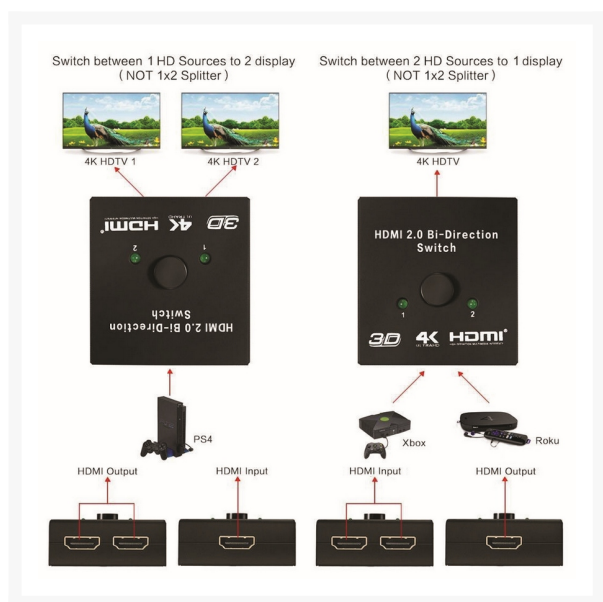 Switch between 1 HD Sources to 2 display
( NOT 1x2 Splitter )
4K HDTV 1
4K HDTV 2
HDMI
4K
3D
2
1
HDMI 2.0 Bi-Direction
Switch
PS4
HDMI Output
HDMI Input
Switch between 2 HD Sources to 1 display
( NOT 1x2 Splitter )
4K HDTV
HDMI 2.0 Bi-Direction
Switch
1
2
3D
4K
HDMI
Xbox
Roku
HDMI Input
HDMI Output